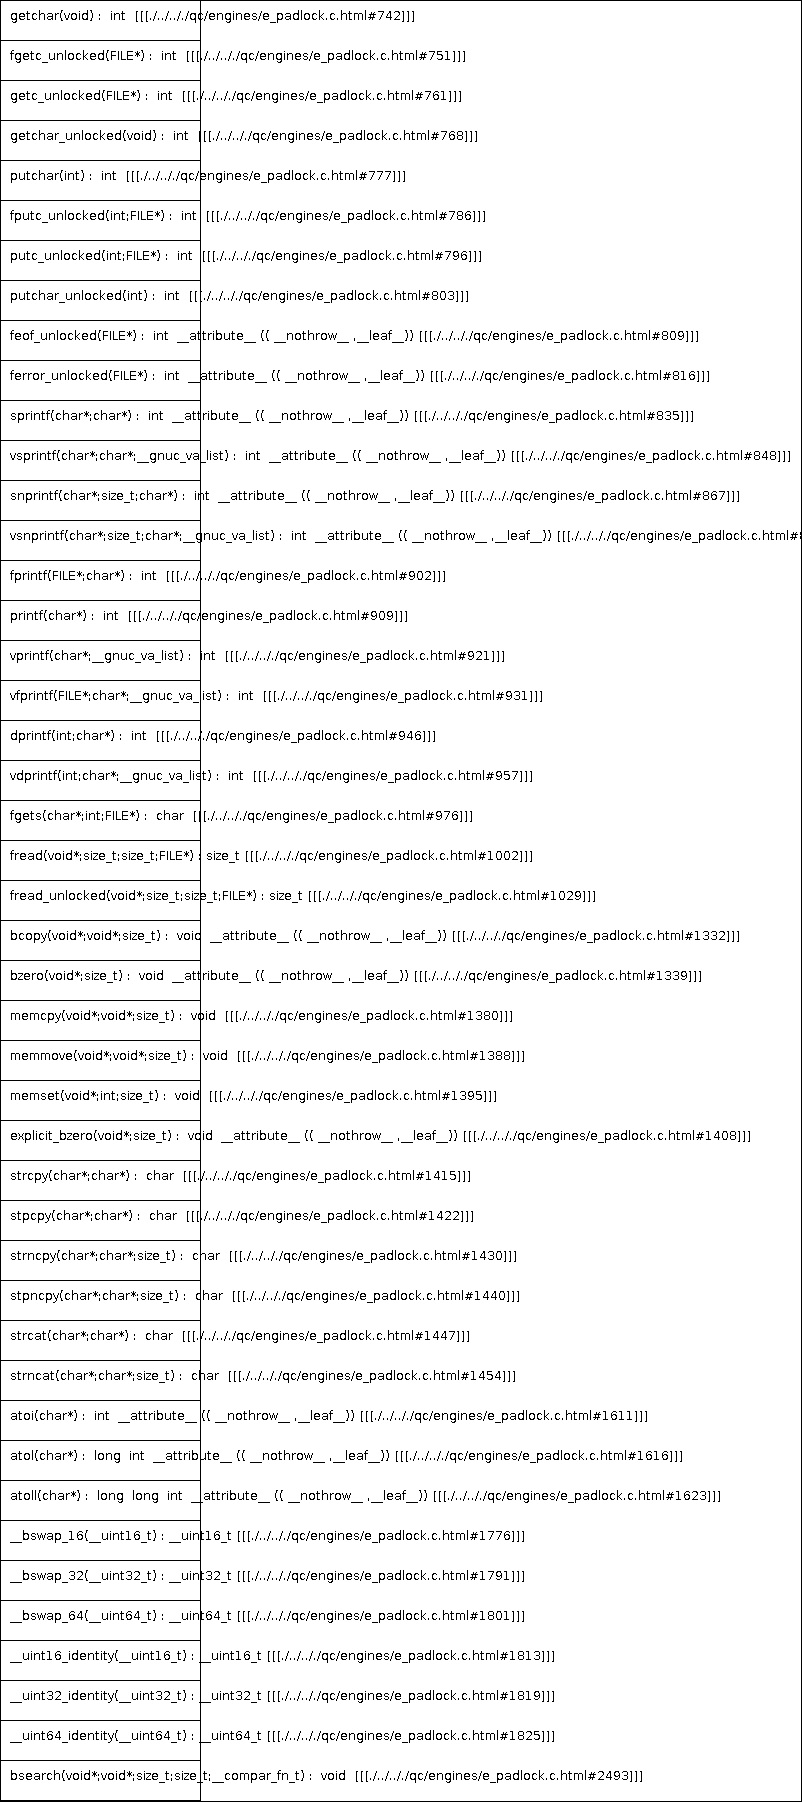 getchar(void) : int [[[./../../qc/engines/e_padlock.c.html#742]]]
fgetc_unlocked(FILE*) : int [[[./../../qc/engines/e_padlock.c.html#751]]]
getc_unlocked(FILE*) : int [[[./../../qc/engines/e_padlock.c.html#761]]]
getchar_unlocked(void) : int [[[./../../qc/engines/e_padlock.c.html#768]]]
putchar(int) : int [[[./../../qc/engines/e_padlock.c.html#777]]]
fputc_unlocked(int;FILE*) : int [[[./../../qc/engines/e_padlock.c.html#786]]]
putc_unlocked(int;FILE*) : int [[[./../../qc/engines/e_padlock.c.html#796]]]
putchar_unlocked(int) : int [[[./../../qc/engines/e_padlock.c.html#803]]]
feof_unlocked(FILE*) : int __attribute__ (( __nothrow__ ,__leaf__)) [[[./../../qc/engines/e_padlock.c.html#809]]]
ferror_unlocked(FILE*) : int __attribute__ (( __nothrow__ ,__leaf__)) [[[./../../qc/engines/e_padlock.c.html#816]]]
sprintf(char*;char*) : int __attribute__ (( __nothrow__ ,__leaf__)) [[[./../../qc/engines/e_padlock.c.html#835]]]
vsprintf(char*;char*;__gnuc_va_list) : int __attribute__ (( __nothrow__ ,__leaf__)) [[[./../../qc/engines/e_padlock.c.html#848]]]
snprintf(char*;size_t;char*) : int __attribute__ (( __nothrow__ ,__leaf__)) [[[./../../qc/engines/e_padlock.c.html#867]]]
vsnprintf(char*;size_t;char*;__gnuc_va_list) : int __attribute__ (( __nothrow__ ,__leaf__)) [[[./../../qc/engines/e_padlock.c.html#
fprintf(FILE*;char*) : int [[[./../../qc/engines/e_padlock.c.html#902]]]
printf(char*) : int [[[./../../qc/engines/e_padlock.c.html#909]]]
vprintf(char*;__gnuc_va_list) : int [[[./../../qc/engines/e_padlock.c.html#921]]]
vfprintf(FILE*;char*;__gnuc_va_list) : int [[[./../../qc/engines/e_padlock.c.html#931]]]
dprintf(int;char*) : int [[[./../../qc/engines/e_padlock.c.html#946]]]
vdprintf(int;char*;__gnuc_va_list) : int [[[./../../qc/engines/e_padlock.c.html#957]]]
fgets(char*;int;FILE*) : char [[[./../../qc/engines/e_padlock.c.html#976]]]
fread(void*;size_t;size_t;FILE*) : size_t [[[./../../qc/engines/e_padlock.c.html#1002]]]
fread_unlocked(void*;size_t;size_t;FILE*) : size_t [[[./../../qc/engines/e_padlock.c.html#1029]]]
bcopy(void*;void*;size_t) : void __attribute__ (( __nothrow__ ,__leaf__)) [[[./../../qc/engines/e_padlock.c.html#1332]]]
bzero(void*;size_t) : void __attribute__ (( __nothrow__ ,__leaf__)) [[[./../../qc/engines/e_padlock.c.html#1339]]]
memcpy(void*;void*;size_t) : void [[[./../../qc/engines/e_padlock.c.html#1380]]]
memmove(void*;void*;size_t) : void [[[./../../qc/engines/e_padlock.c.html#1388]]]
memset(void*;int;size_t) : void [[[./../../qc/engines/e_padlock.c.html#1395]]]
explicit_bzero(void*;size_t) : void __attribute__ (( __nothrow__ ,__leaf__)) [[[./../../qc/engines/e_padlock.c.html#1408]]]
strcpy(char*;char*) : char [[[./../../qc/engines/e_padlock.c.html#1415]]]
stpcpy(char*;char*) : char [[[./../../qc/engines/e_padlock.c.html#1422]]]
strncpy(char*;char*;size_t) : char [[[./../../qc/engines/e_padlock.c.html#1430]]]
stpncpy(char*;char*;size_t) : char [[[./../../qc/engines/e_padlock.c.html#1440]]]
strcat(char*;char*) : char [[[./../../qc/engines/e_padlock.c.html#1447]]]
strncat(char*;char*;size_t) : char [[[./../../qc/engines/e_padlock.c.html#1454]]]
atoi(char*) : int __attribute__ (( __nothrow__ ,__leaf__)) [[[./../../qc/engines/e_padlock.c.html#1611]]]
atol(char*) : long int __attribute__ (( __nothrow__ ,__leaf__)) [[[./../../qc/engines/e_padlock.c.html#1616]]]
atoll(char*) : long long int __attribute__ (( __nothrow__ ,__leaf__)) [[[./../../qc/engines/e_padlock.c.html#1623]]]
__bswap_16(__uint16_t) : __uint16_t [[[./../../qc/engines/e_padlock.c.html#1776]]]
__bswap_32(__uint32_t) : __uint32_t [[[./../../qc/engines/e_padlock.c.html#1791]]]
__bswap_64(__uint64_t) : __uint64_t [[[./../../qc/engines/e_padlock.c.html#1801]]]
__uint16_identity(__uint16_t) : __uint16_t [[[./../../qc/engines/e_padlock.c.html#1813]]]
__uint32_identity(__uint32_t) : __uint32_t [[[./../../qc/engines/e_padlock.c.html#1819]]]
__uint64_identity(__uint64_t) : __uint64_t [[[./../../qc/engines/e_padlock.c.html#1825]]]
bsearch(void*;void*;size_t;size_t;__compar_fn_t) : void [[[./../../qc/engines/e_padlock.c.html#2493]]]